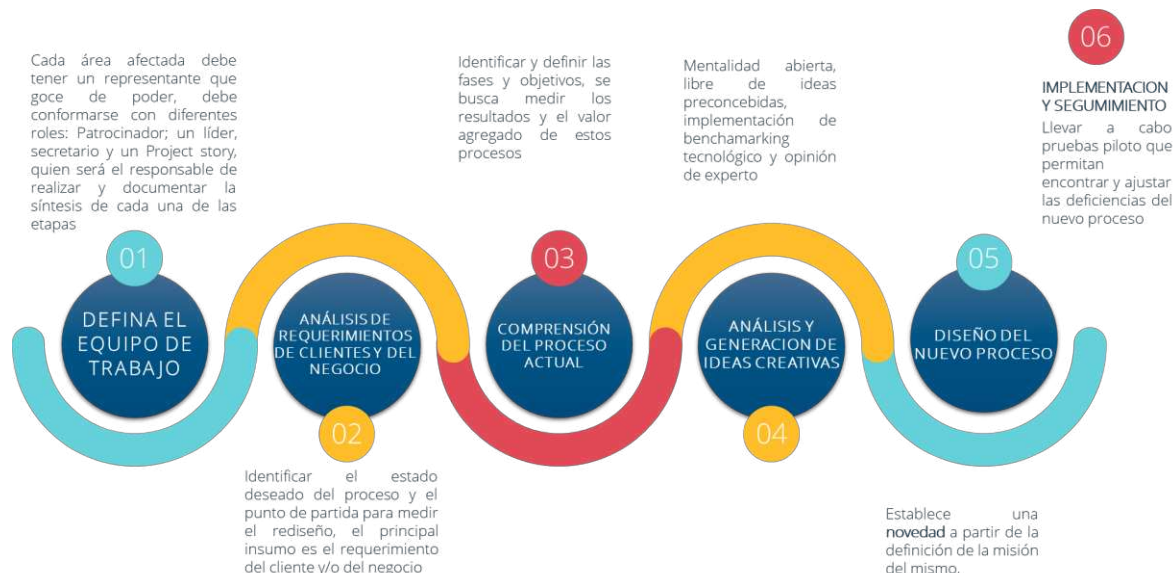 Cada área afectada debe
tener un representante que
goce de poder, debe
conformarse con diferentes
roles: Patrocinador; un líder,
secretario y un Project story,
quien será el responsable de
realizar y documentar la
síntesis de cada una de las
etapas
01
DEFINA EL
EQUIPO DE
TRABAJO
ANÁLISIS DE
REQUERIMIENTOS
DE CLIENTES Y DEL
NEGOCIO
02
Identificar el estado
deseado del proceso y el
punto de partida para medir
el rediseño, el principal
insumo es el requerimiento
del cliente y/o del negocio
Identificar y definir las
fases y objetivos, se
busca medir los
resultados y el valor
agregado de estos
procesos
03
COMPRENSIÓN
DEL PROCESO
ACTUAL
Mentalidad abierta,
libre de ideas
preconcebidas,
implementación de
benchamarking
tecnológico y opinión
de experto
ANÁLISIS Y
GENERACION DE
IDEAS CREATIVAS
04
05
DISEÑO DEL
NUEVO PROCESO
Establece una
novedad a partir de la
definición de la misión
del mismo.
06
IMPLEMENTACION
Y SEGUMIMIENTO
Llevar a cabo
pruebas piloto que
permitan
encontrar y ajustar
las deficiencias del
nuevo proceso